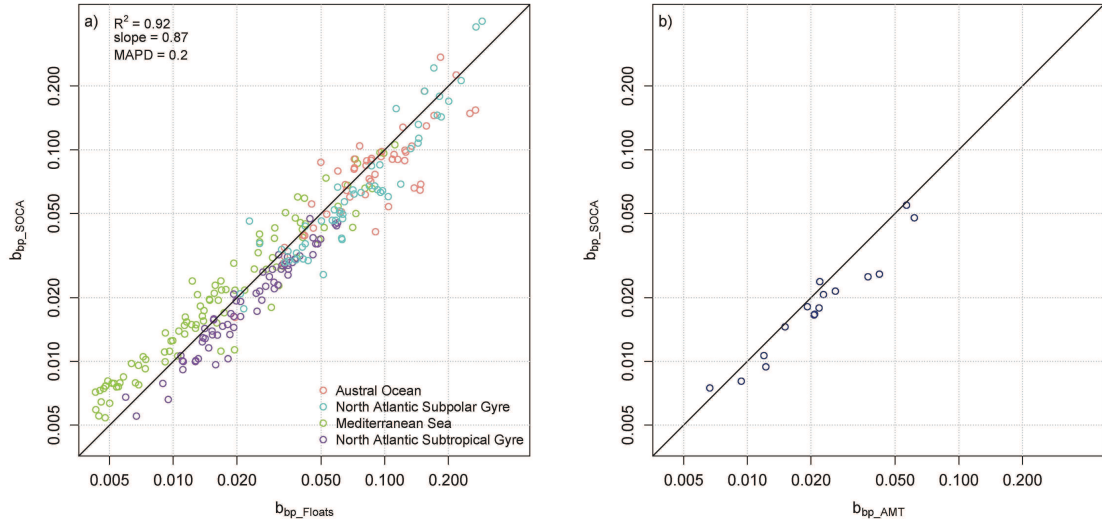 a)
R² = 0.92
slope = 0.87
MAPD = 0.2
b_bp_SOCA
0.200
0.100
0.050
0.020
0.010
0.005
Austral Ocean
North Atlantic Subpolar Gyre
Mediterranean Sea
North Atlantic Subtropical Gyre
0.005 0.010 0.020 0.050 0.100 0.200
b_bp_Floats
b)
b_bp_SOCA
0.200
0.100
0.050
0.020
0.010
0.005
0.005 0.010 0.020 0.050 0.100 0.200
b_bp_AMT